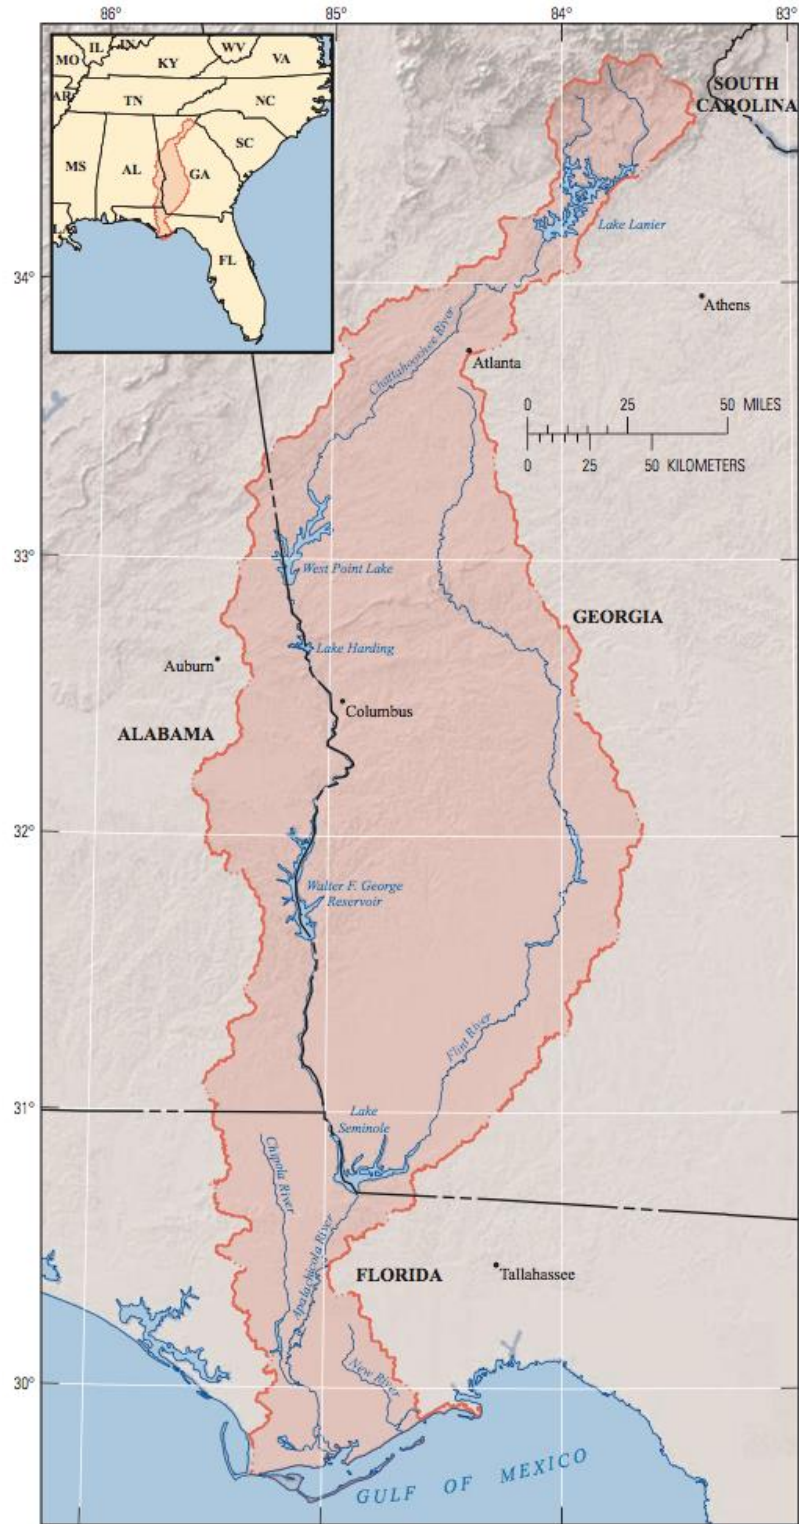 86°
85°
84°
83°
MO
IL
IN
KY
WV
VA
AR
TN
NC
SC
MS
AL
GA
LA
FL
SOUTH
CAROLINA
Lake Lanier
34°
Athens
Chattahoochee River
Atlanta
0 25 50 MILES
0 25 50 KILOMETERS
33°
West Point Lake
GEORGIA
Lake Harding
Auburn
Columbus
ALABAMA
32°
Walter F. George
Reservoir
Flint River
31°
Lake
Seminole
Chipola River
Apalachicola River
FLORIDA
Tallahassee
30°
New River
GULF OF MEXICO